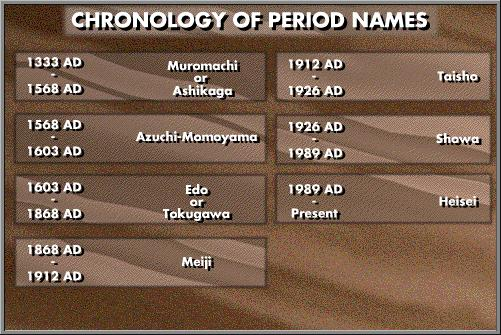 CHRONOLOGY OF PERIOD NAMES
1333 AD
-
1568 AD
Muromachi
or
Ashikaga
1568 AD
-
1603 AD
Azuchi-Momoyama
1603 AD
-
1868 AD
Edo
or
Tokugawa
1868 AD
-
1912 AD
Meiji
1912 AD
-
1926 AD
Taisho
1926 AD
-
1989 AD
Showa
1989 AD
-
Present
Heisei